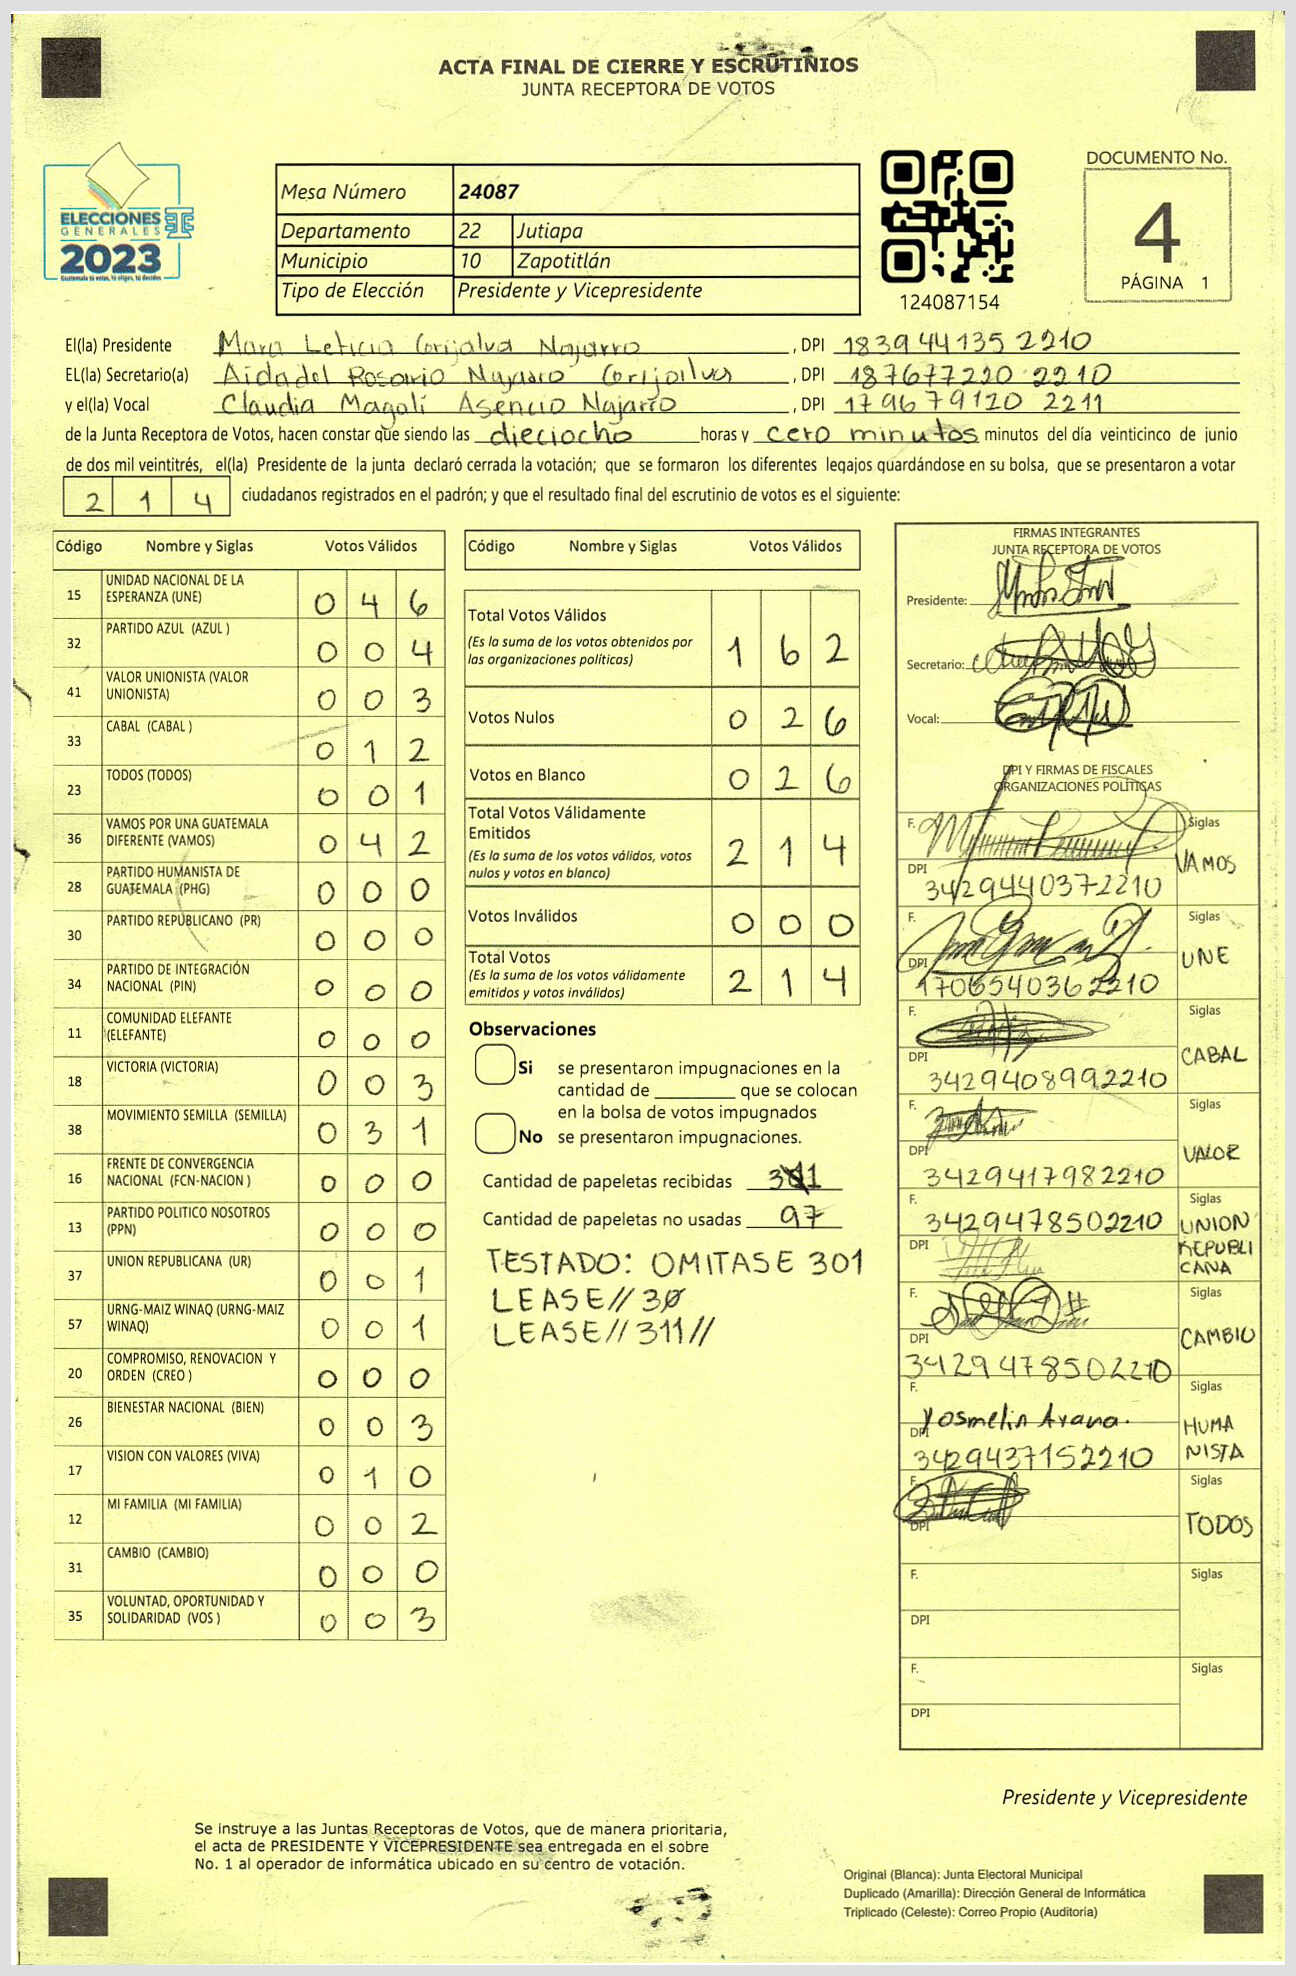 ACTA FINAL DE CIERRE Y ESCRUTINIOS
JUNTA RECEPTORA DE VOTOS
ELECCIONES
GENERALES
2023
Guatemala tú votas, tú eliges, tú decides
Mesa Número 24087
Departamento 22 Jutiapa
Municipio 10 Zapotitlán
Tipo de Elección Presidente y Vicepresidente
124087154
DOCUMENTO No.
4
PÁGINA 1
El(la) Presidente Mara Leticia Grijalva Najarro, DPI 183944135 2210
EL(la) Secretario(a) Aida del Rosario Najarro Grijalva, DPI 187677220 2210
y el(la) Vocal Claudia Magalí Asencio Najarro, DPI 179679120 2211
de la Junta Receptora de Votos, hacen constar que siendo las dieciocho horas y cero minutos minutos del día veinticinco de junio
de dos mil veintitrés, el(la) Presidente de la junta declaró cerrada la votación; que se formaron los diferentes legajos guardándose en su bolsa, que se presentaron a votar
2 1 4 ciudadanos registrados en el padrón; y que el resultado final del escrutinio de votos es el siguiente:
Código Nombre y Siglas Votos Válidos
15 UNIDAD NACIONAL DE LA ESPERANZA (UNE) 0 4 6
32 PARTIDO AZUL (AZUL ) 0 0 4
41 VALOR UNIONISTA (VALOR UNIONISTA) 0 0 3
33 CABAL (CABAL ) 0 1 2
23 TODOS (TODOS) 0 0 1
36 VAMOS POR UNA GUATEMALA DIFERENTE (VAMOS) 0 4 2
28 PARTIDO HUMANISTA DE GUATEMALA (PHG) 0 0 0
30 PARTIDO REPUBLICANO (PR) 0 0 0
34 PARTIDO DE INTEGRACIÓN NACIONAL (PIN) 0 0 0
11 COMUNIDAD ELEFANTE (ELEFANTE) 0 0 0
18 VICTORIA (VICTORIA) 0 0 3
38 MOVIMIENTO SEMILLA (SEMILLA) 0 3 1
16 FRENTE DE CONVERGENCIA NACIONAL (FCN-NACION ) 0 0 0
13 PARTIDO POLITICO NOSOTROS (PPN) 0 0 0
37 UNION REPUBLICANA (UR) 0 0 1
57 URNG-MAIZ WINAQ (URNG-MAIZ WINAQ) 0 0 1
20 COMPROMISO, RENOVACION Y ORDEN (CREO ) 0 0 0
26 BIENESTAR NACIONAL (BIEN) 0 0 3
17 VISION CON VALORES (VIVA) 0 1 0
12 MI FAMILIA (MI FAMILIA) 0 0 2
31 CAMBIO (CAMBIO) 0 0 0
35 VOLUNTAD, OPORTUNIDAD Y SOLIDARIDAD (VOS ) 0 0 3
Código Nombre y Siglas Votos Válidos
Total Votos Válidos
(Es la suma de los votos obtenidos por las organizaciones políticas) 1 6 2
Votos Nulos 0 2 6
Votos en Blanco 0 2 6
Total Votos Válidamente Emitidos
(Es la suma de los votos válidos, votos nulos y votos en blanco) 2 1 4
Votos Inválidos 0 0 0
Total Votos
(Es la suma de los votos válidamente emitidos y votos inválidos) 2 1 4
Observaciones
Si se presentaron impugnaciones en la
cantidad de ________ que se colocan
en la bolsa de votos impugnados
No se presentaron impugnaciones.
Cantidad de papeletas recibidas
Cantidad de papeletas no usadas 97
TESTADO: OMITASE 301
LEASE//30
LEASE//311//
FIRMAS INTEGRANTES
JUNTA RECEPTORA DE VOTOS
Presidente:
Secretario:
Vocal:
DPI Y FIRMAS DE FISCALES
ORGANIZACIONES POLÍTICAS
F. Siglas
VAMOS
DPI
3429440372210
F. Siglas
UNE
DPI
1706540362210
F. Siglas
CABAL
DPI
3429408992210
F. Siglas
VALOR
DPI
3429417982210
F. Siglas
3429478502210
UNION
REPUBLI
CANA
DPI
F. Siglas
CAMBIO
DPI
3429478502210
F. Siglas
Yosmelin Arana.
HUMA
NISTA
DPI
3429437152210
F. Siglas
TODOS
DPI
F. Siglas
DPI
F. Siglas
DPI
Presidente y Vicepresidente
Se instruye a las Juntas Receptoras de Votos, que de manera prioritaria,
el acta de PRESIDENTE Y VICEPRESIDENTE sea entregada en el sobre
No. 1 al operador de informática ubicado en su centro de votación.
Original (Blanca): Junta Electoral Municipal
Duplicado (Amarilla): Dirección General de Informática
Triplicado (Celeste): Correo Propio (Auditoría)